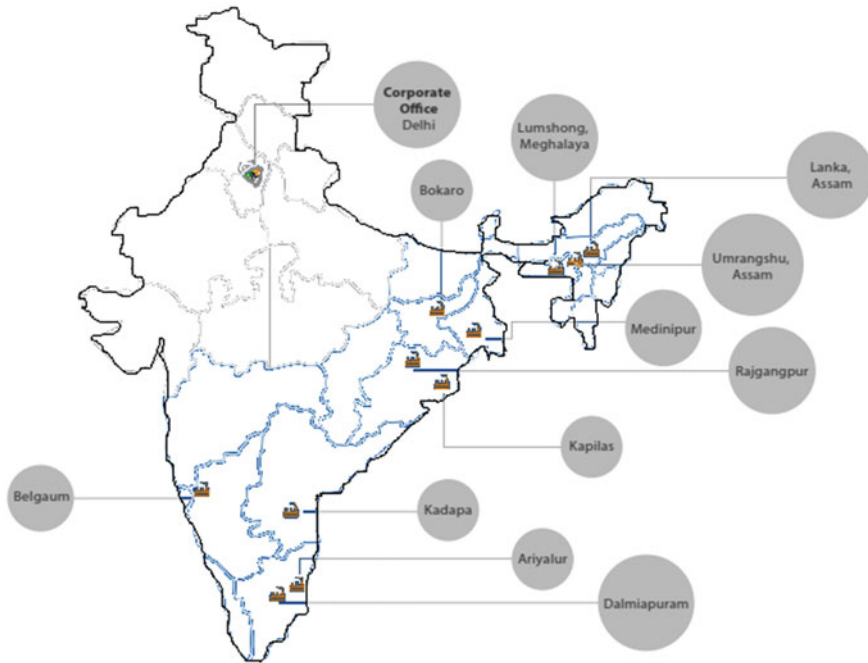 Corporate
Office
Delhi
Lumshong,
Meghalaya
Lanka,
Assam
Bokaro
Umrangshu,
Assam
Medinipur
Rajgangpur
Kapilas
Belgaum
Kadapa
Ariyalur
Dalmiapuram